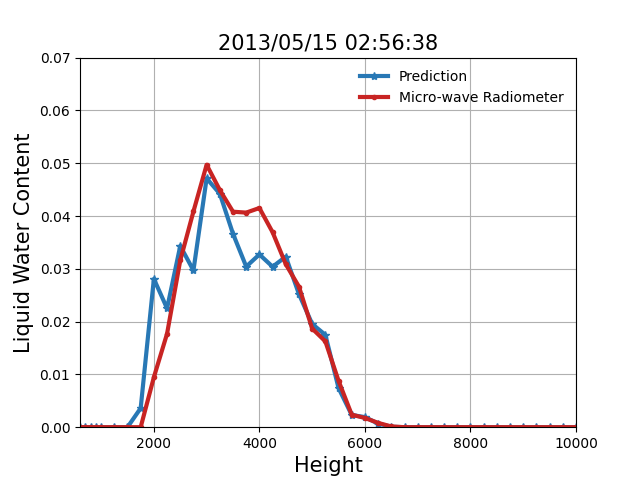 2013/05/15 02:56:38
0.07
0.06
0.05
0.04
0.03
0.02
0.01
0.00
Liquid Water Content
Prediction
Micro-wave Radiometer
2000 4000 6000 8000 10000
Height